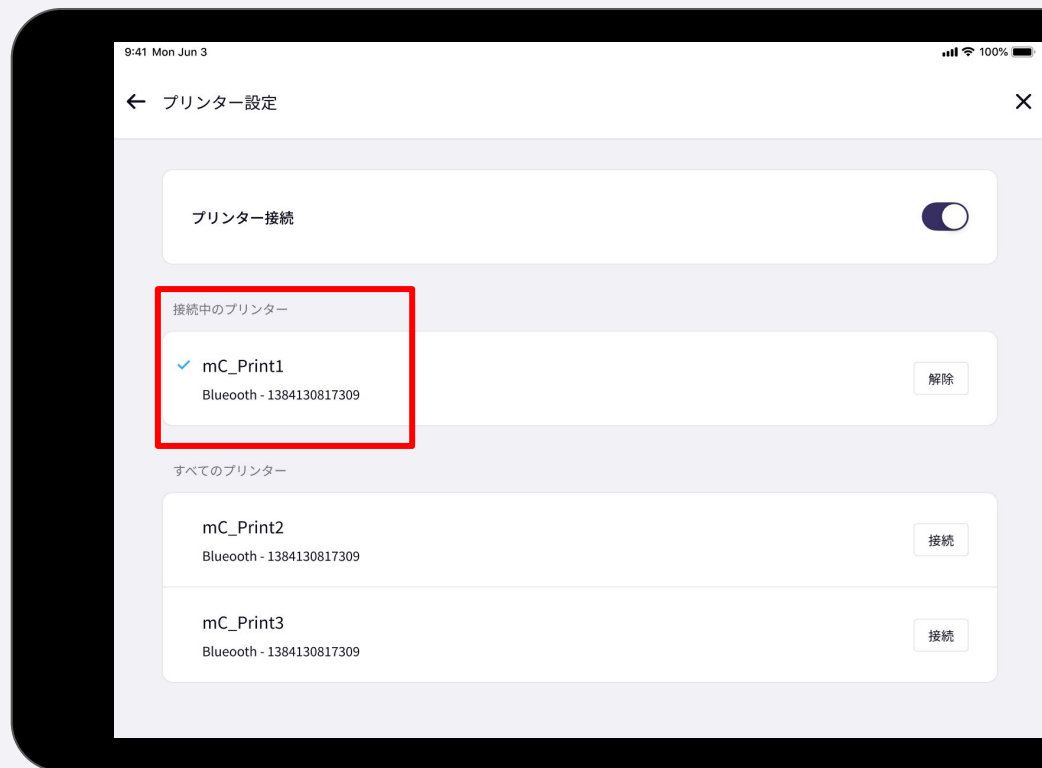 9:41 Mon Jun 3 100%
プリンター設定
プリンター接続
接続中のプリンター
mC_Print1
Blueooth - 1384130817309
解除
すべてのプリンター
mC_Print2
Blueooth - 1384130817309
接続
mC_Print3
Blueooth - 1384130817309
接続